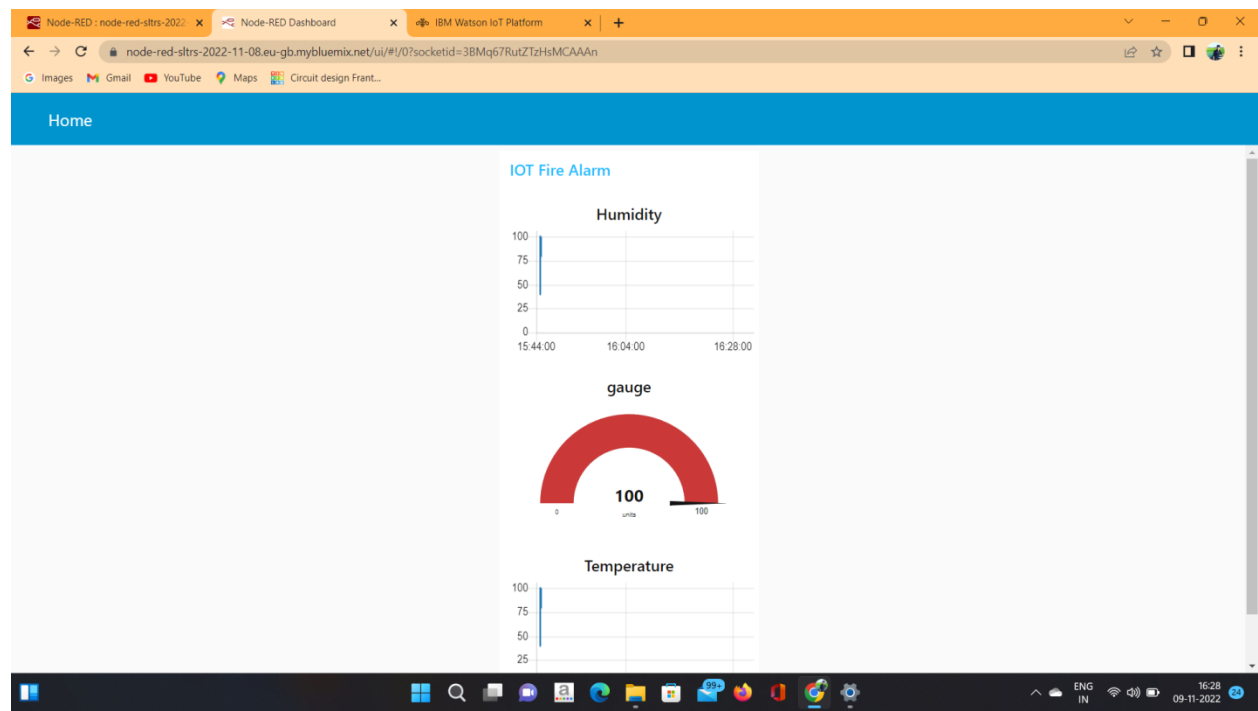 Node-RED : node-red-sltrs-2022-
Node-RED Dashboard
IBM Watson IoT Platform
node-red-sltrs-2022-11-08.eu-gb.mybluemix.net/ui/#!/0?socketid=3BMq67RutZTzHsMCAAAn
Images
Gmail
YouTube
Maps
Circuit design Frant...
Home
IOT Fire Alarm
Humidity
100
75
50
25
0
15:44:00 16:04:00 16:28:00
gauge
100
0 units 100
Temperature
100
75
50
25
a
99+
ENG
IN
16:28
09-11-2022
24